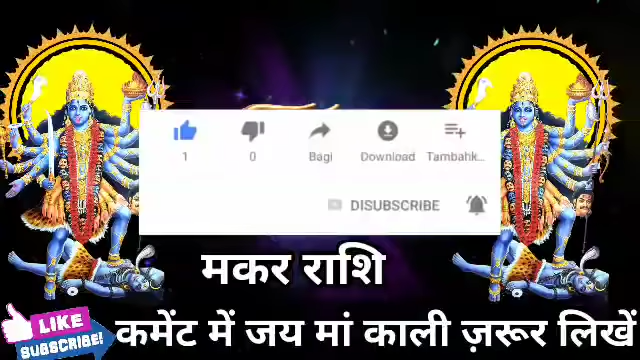 1 0 Bagi Download Tambahk...
DISUBSCRIBE
मकर राशि
LIKE
SUBSCRIBE!
कमेंट में जय मां काली ज़रूर लिखें